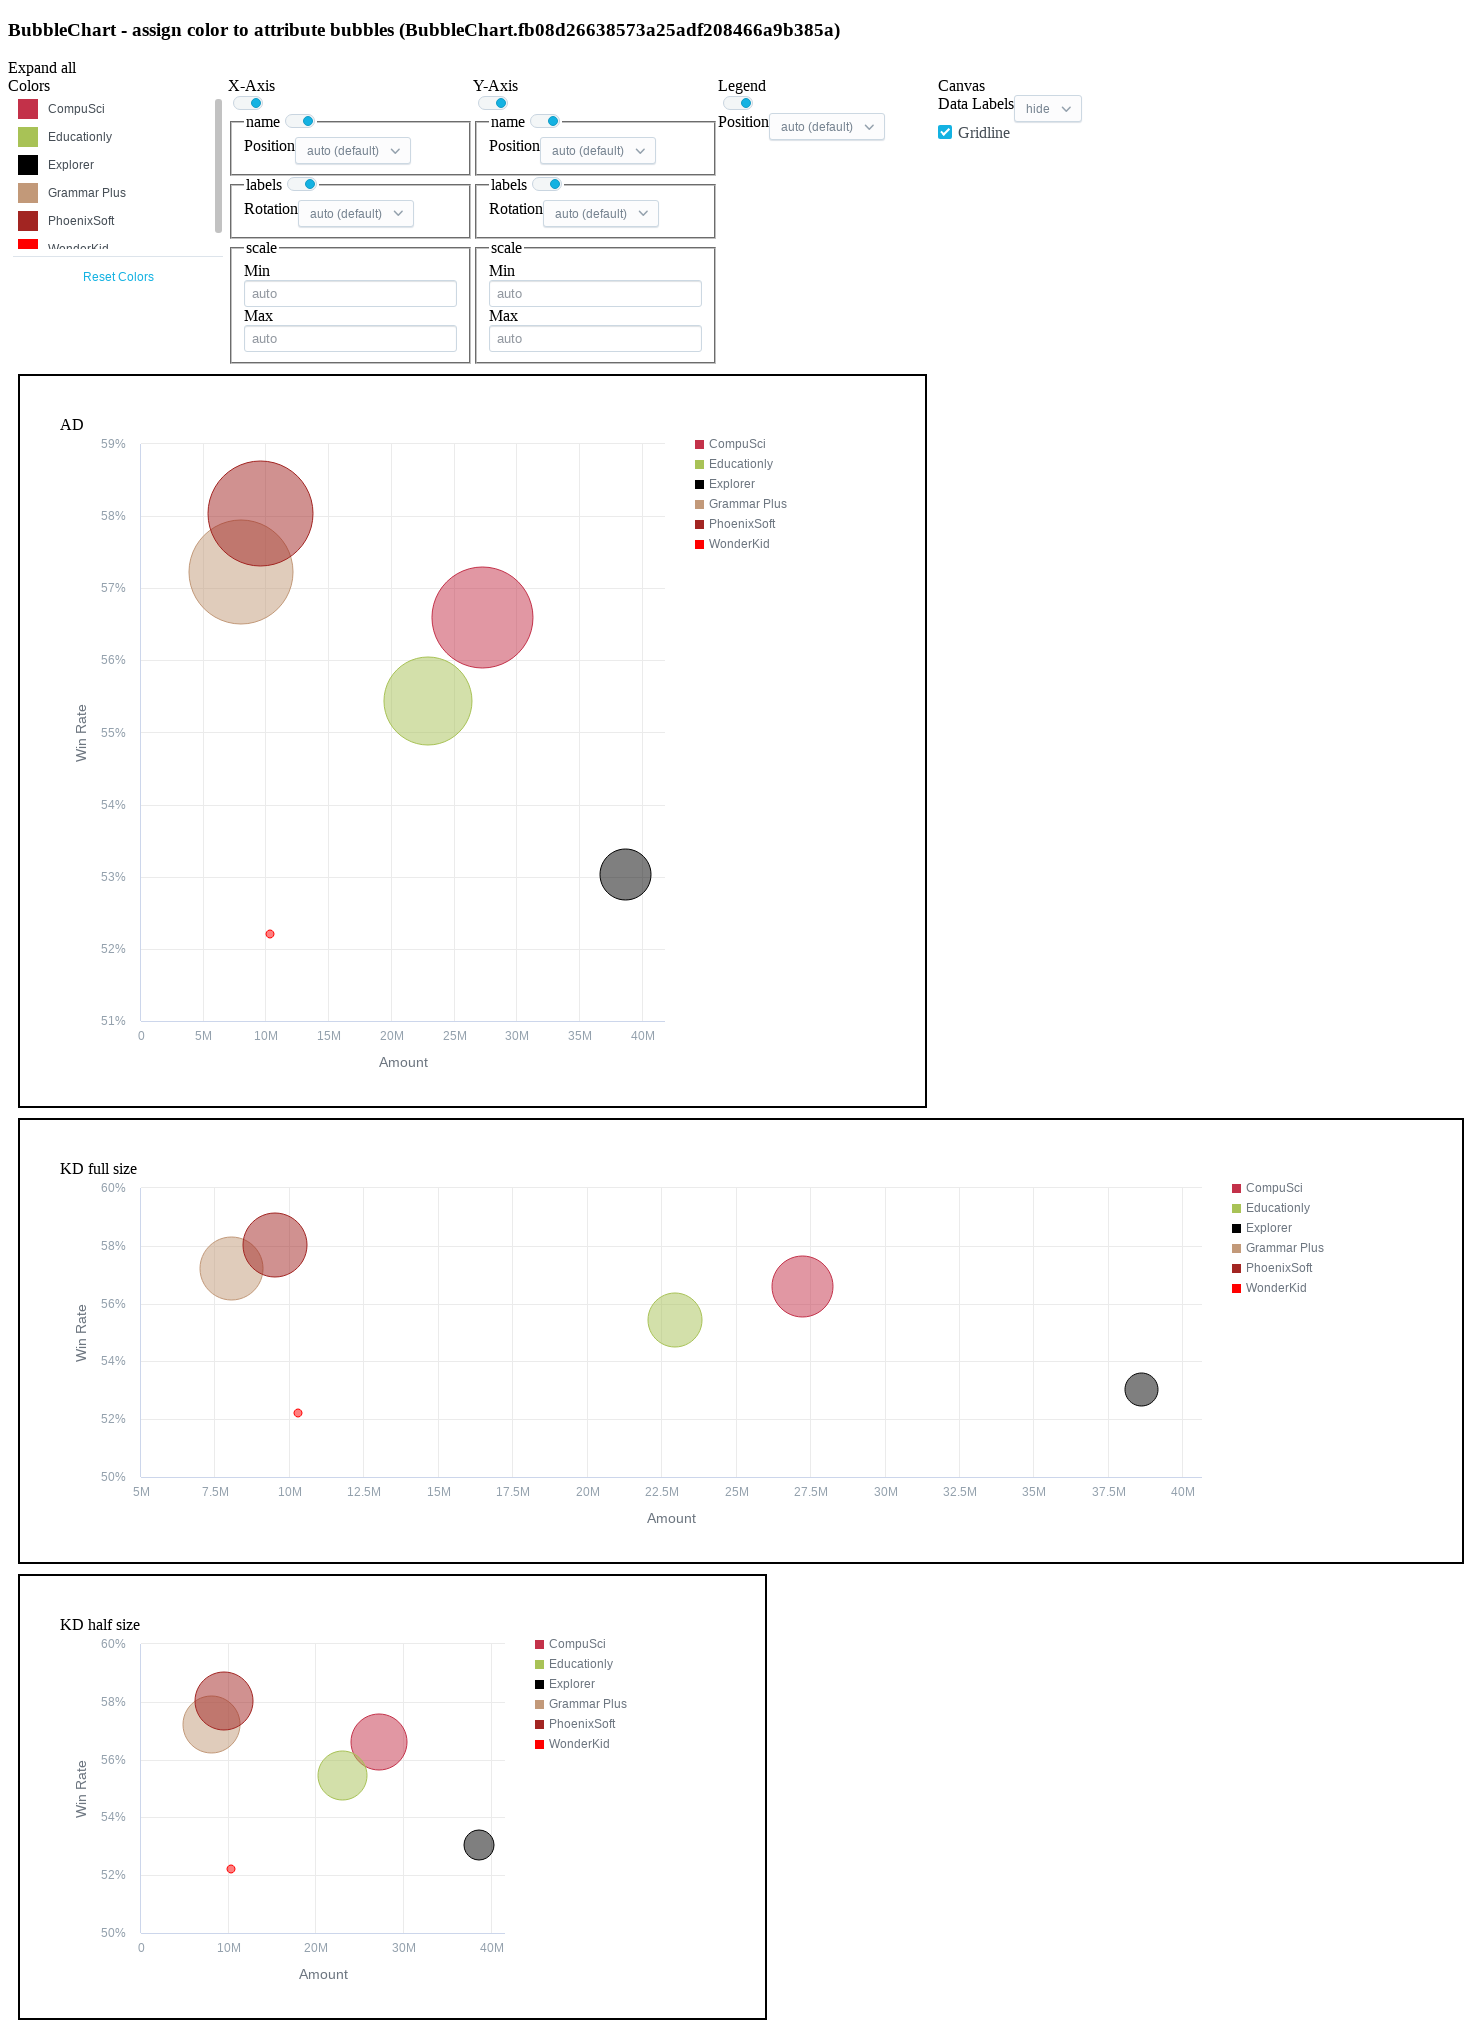 BubbleChart - assign color to attribute bubbles (BubbleChart.fb08d26638573a25adf208466a9b385a)
Expand all
Colors
CompuSci
Educationly
Explorer
Grammar Plus
PhoenixSoft
WonderKid
Reset Colors
X-Axis
name
Position auto (default)
labels
Rotation auto (default)
scale
Min
auto
Max
auto
Y-Axis
name
Position auto (default)
labels
Rotation auto (default)
scale
Min
auto
Max
auto
Legend
Position auto (default)
Canvas
Data Labels hide
Gridline
AD
59%
58%
57%
56%
55%
54%
53%
52%
51%
Win Rate
0 5M 10M 15M 20M 25M 30M 35M 40M
Amount
CompuSci
Educationly
Explorer
Grammar Plus
PhoenixSoft
WonderKid
KD full size
60%
58%
56%
54%
52%
50%
Win Rate
5M 7.5M 10M 12.5M 15M 17.5M 20M 22.5M 25M 27.5M 30M 32.5M 35M 37.5M 40M
Amount
CompuSci
Educationly
Explorer
Grammar Plus
PhoenixSoft
WonderKid
KD half size
60%
58%
56%
54%
52%
50%
Win Rate
0 10M 20M 30M 40M
Amount
CompuSci
Educationly
Explorer
Grammar Plus
PhoenixSoft
WonderKid